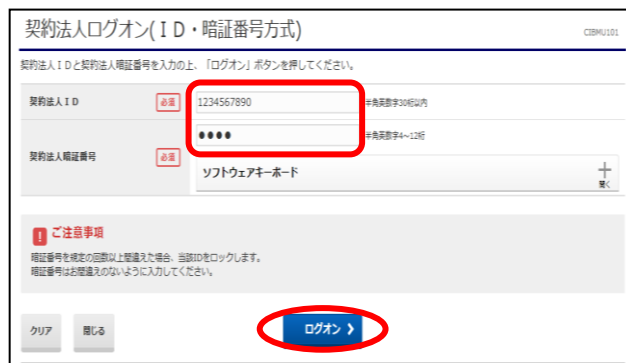 契約法人ログオン(ＩＤ・暗証番号方式)
CIBMU101
契約法人ＩＤと契約法人暗証番号を入力の上、「ログオン」ボタンを押してください。
契約法人ＩＤ 必須 1234567890 半角英数字30桁以内
●●●● 半角英数字4～12桁
契約法人暗証番号 必須
ソフトウェアキーボード 開く
! ご注意事項
暗証番号を規定の回数以上間違えた場合、当該IDをロックします。
暗証番号はお間違えのないように入力してください。
クリア 閉じる ログオン